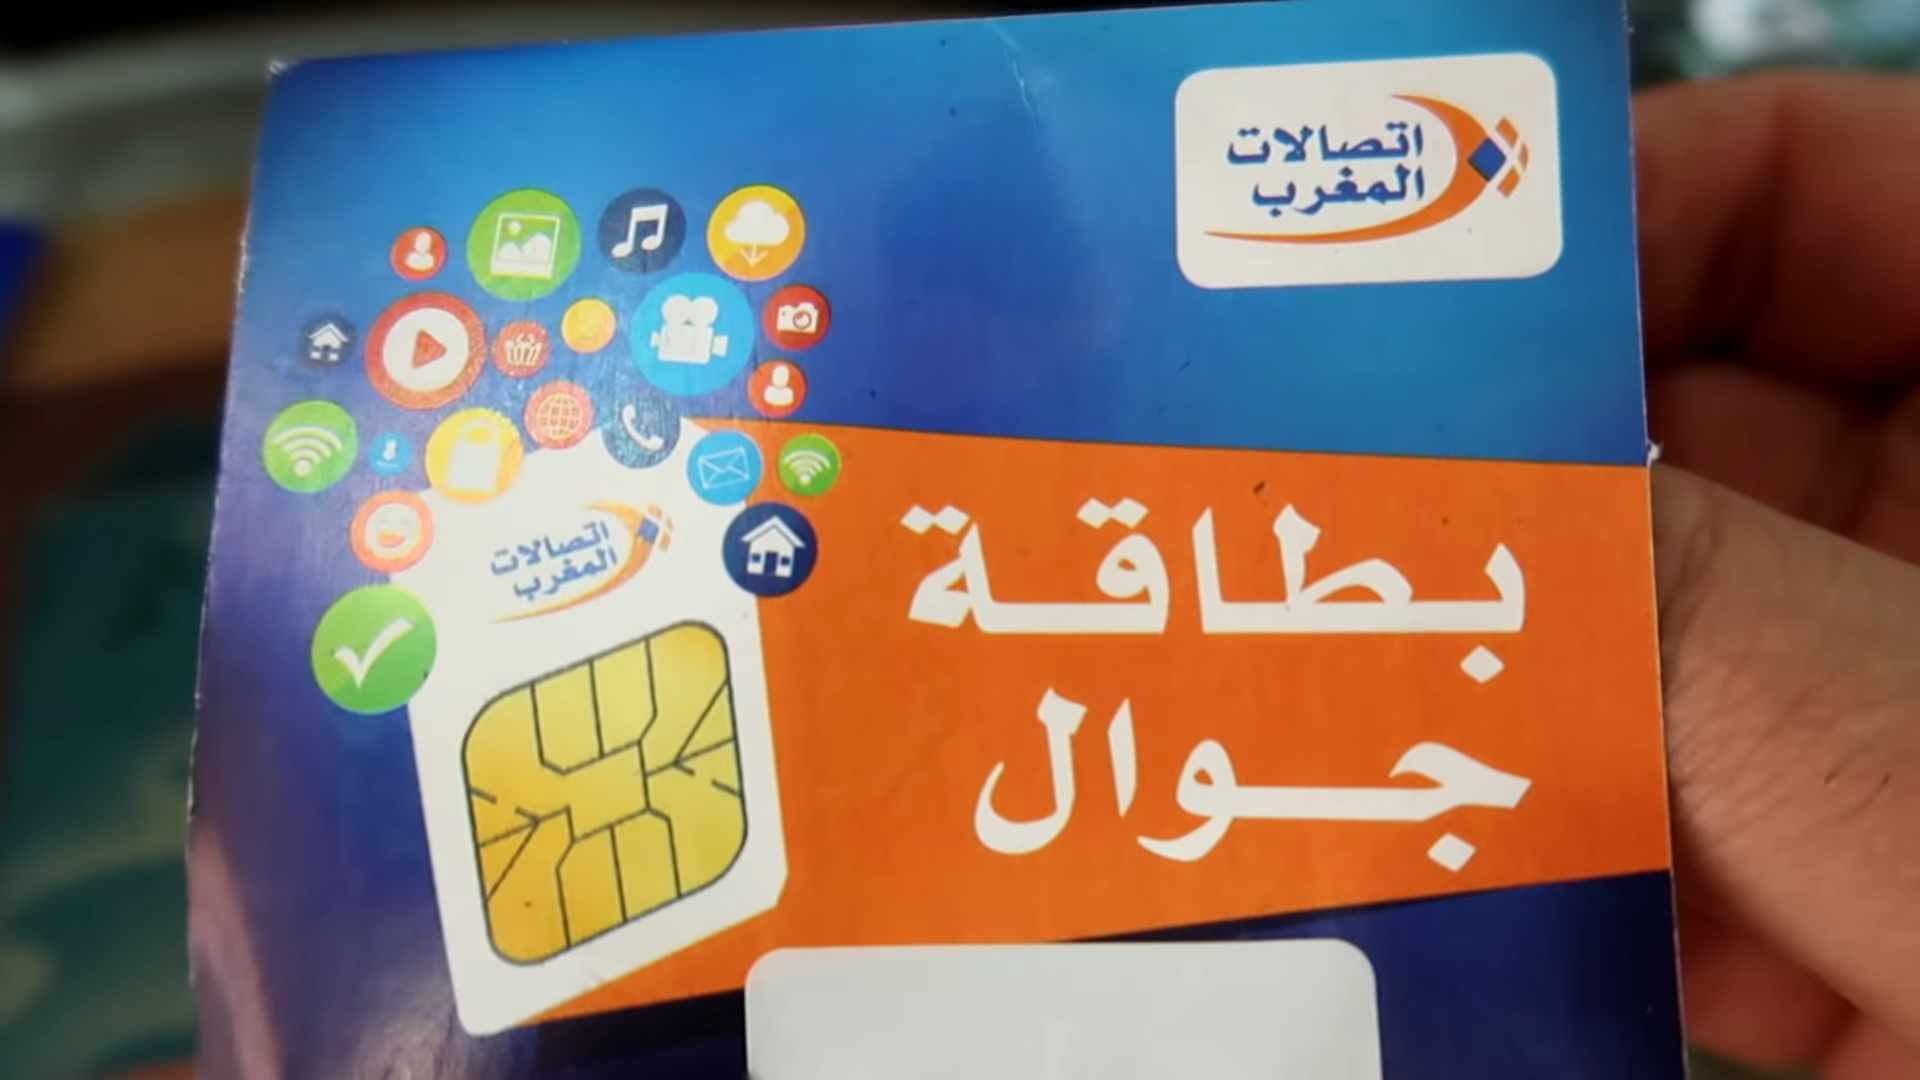 اتصالات
المغرب
اتصالات
المغرب
بطاقة
جوال